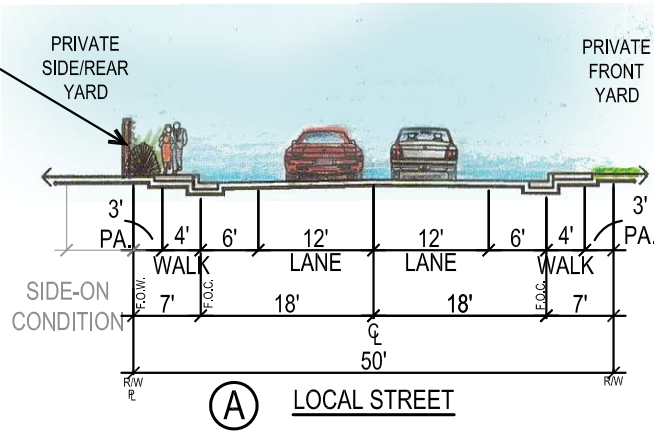 PRIVATE
SIDE/REAR
YARD
PRIVATE
FRONT
YARD
3'
PA.
4'
6'
12'
12'
6'
4'
3'
PA.
WALK
LANE
LANE
WALK
SIDE-ON
CONDITION
F.O.W.
7'
F.O.C.
18'
18'
F.O.C.
7'
CL
50'
R/W
PL
R/W
A
LOCAL STREET